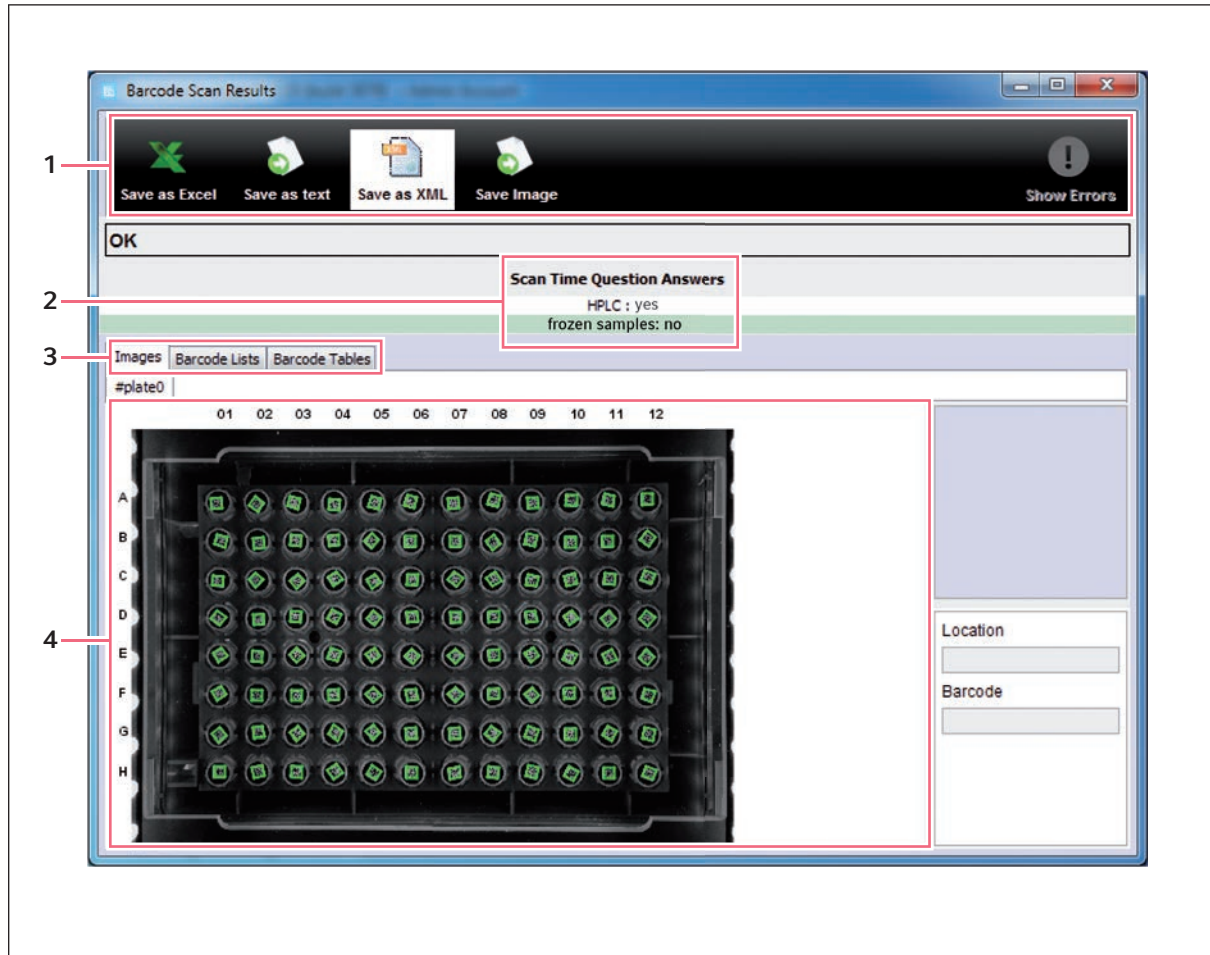 Barcode Scan Results
1
Save as Excel Save as text Save as XML Save Image Show Errors
OK
2
Scan Time Question Answers
HPLC : yes
frozen samples: no
3
Images Barcode Lists Barcode Tables
#plate0
01 02 03 04 05 06 07 08 09 10 11 12
A
B
C
D
4
E
F
G
H
Location
Barcode